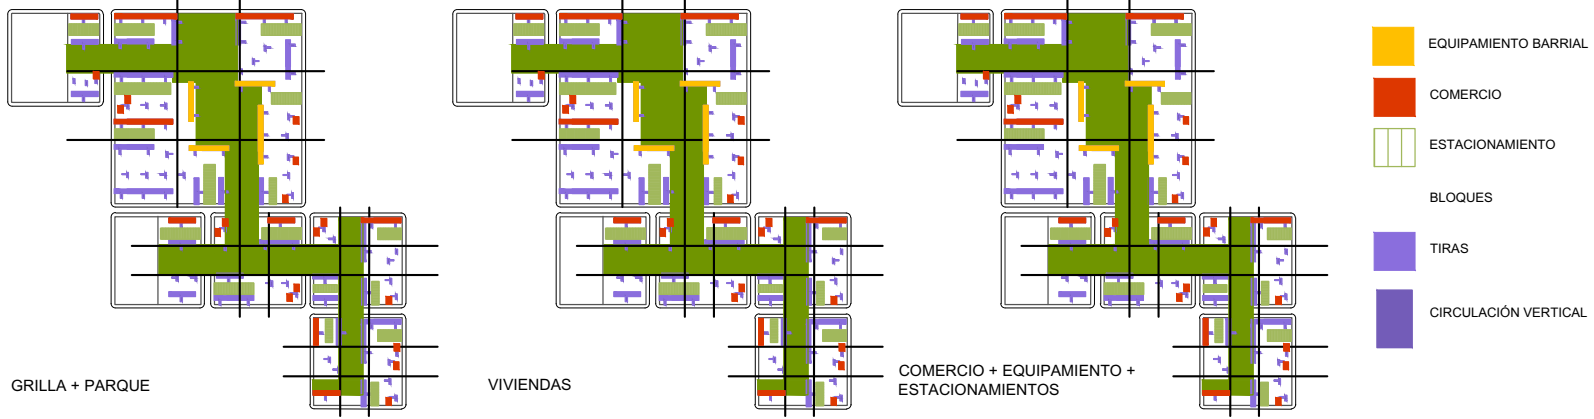 EQUIPAMIENTO BARRIAL
COMERCIO
ESTACIONAMIENTO
BLOQUES
TIRAS
CIRCULACIÓN VERTICAL
GRILLA + PARQUE
VIVIENDAS
COMERCIO + EQUIPAMIENTO +
ESTACIONAMIENTOS